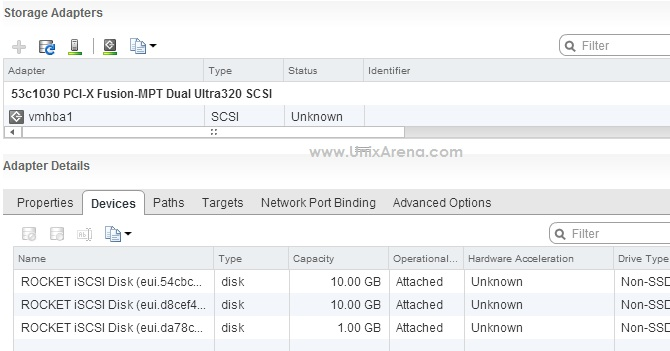 Storage Adapters
Filter
Adapter Type Status Identifier
53c1030 PCI-X Fusion-MPT Dual Ultra320 SCSI
vmhba1 SCSI Unknown
www.UnixArena.com
Adapter Details
Properties Devices Paths Targets Network Port Binding Advanced Options
Filter
Name Type Capacity Operational... Hardware Acceleration Drive Type
ROCKET iSCSI Disk (eui.54cbc... disk 10.00 GB Attached Unknown Non-SSD
ROCKET iSCSI Disk (eui.d8cef4... disk 10.00 GB Attached Unknown Non-SSD
ROCKET iSCSI Disk (eui.da78c... disk 1.00 GB Attached Unknown Non-SSD